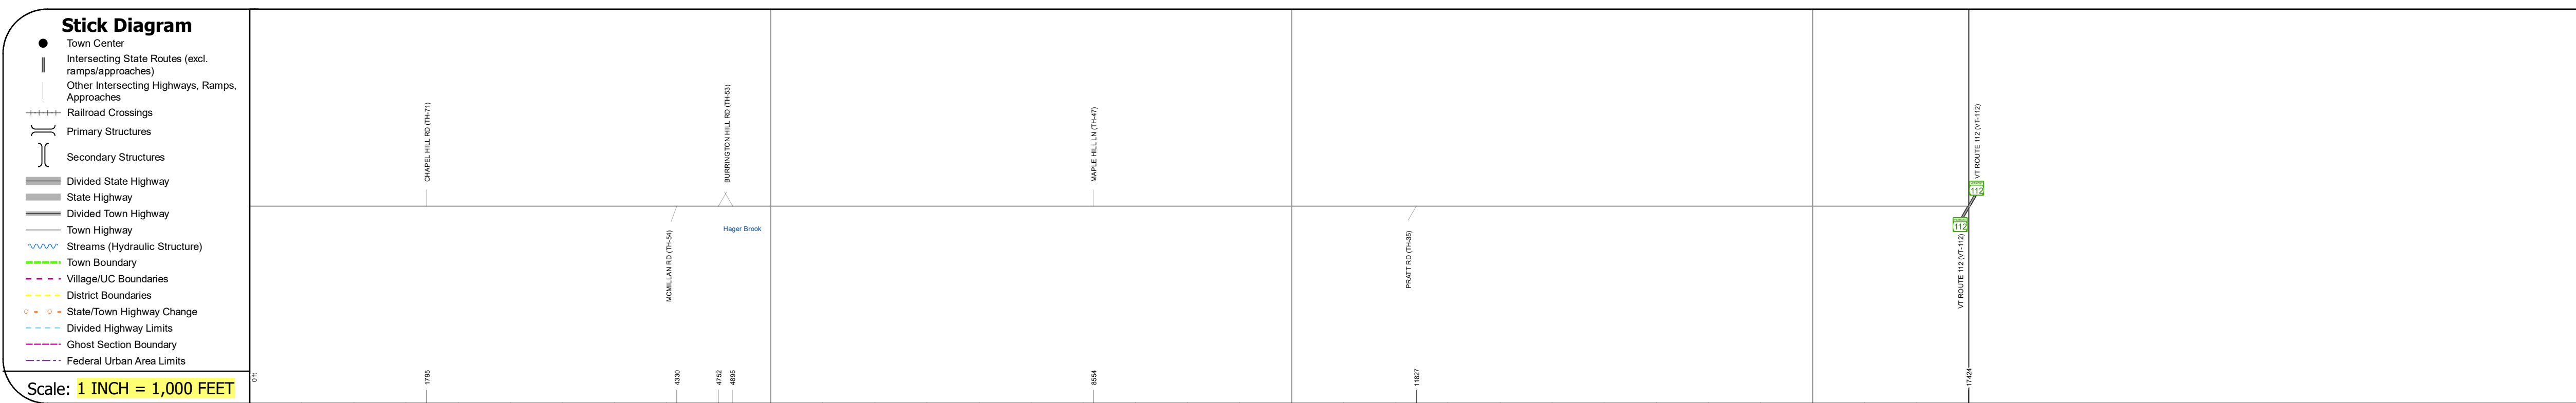 Stick Diagram
Town Center
Intersecting State Routes (excl.
ramps/approaches)
Other Intersecting Highways, Ramps,
Approaches
Railroad Crossings
Primary Structures
Secondary Structures
Divided State Highway
State Highway
Divided Town Highway
Town Highway
Streams (Hydraulic Structure)
Town Boundary
Village/UC Boundaries
District Boundaries
State/Town Highway Change
Divided Highway Limits
Ghost Section Boundary
Federal Urban Area Limits
Scale: 1 INCH = 1,000 FEET
CHAPEL HILL RD (TH-71)
BURRINGTON HILL RD (TH-53)
MAPLE HILL LN (TH-47)
VT ROUTE 112 (VT-112)
112
112
MCMILLAN RD (TH-54)
Hager Brook
PRATT RD (TH-35)
VT ROUTE 112 (VT-112)
0 ft
1795
4330
4752
4895
8554
11827
17424